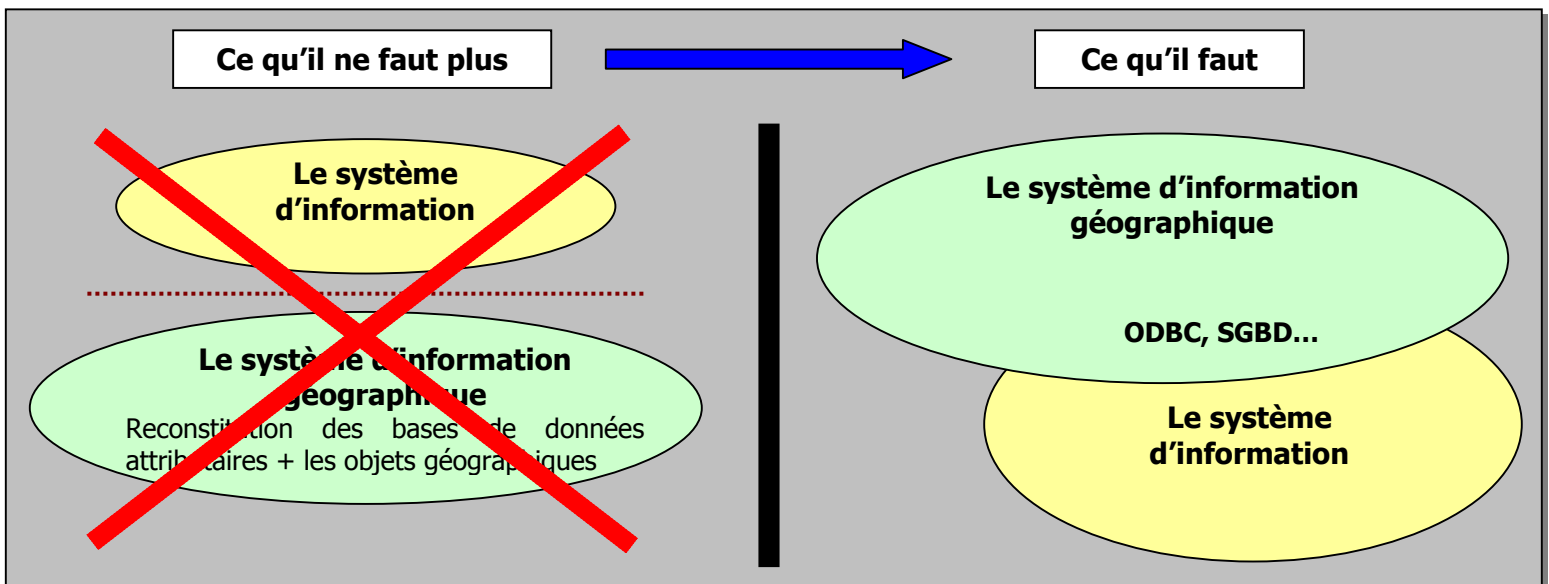 Ce qu’il ne faut plus
Ce qu’il faut
Le système
d’information
Le système d’information
géographique
Reconstitution des bases de données
attributaires + les objets géographiques
Le système d’information
géographique
ODBC, SGBD…
Le système
d’information